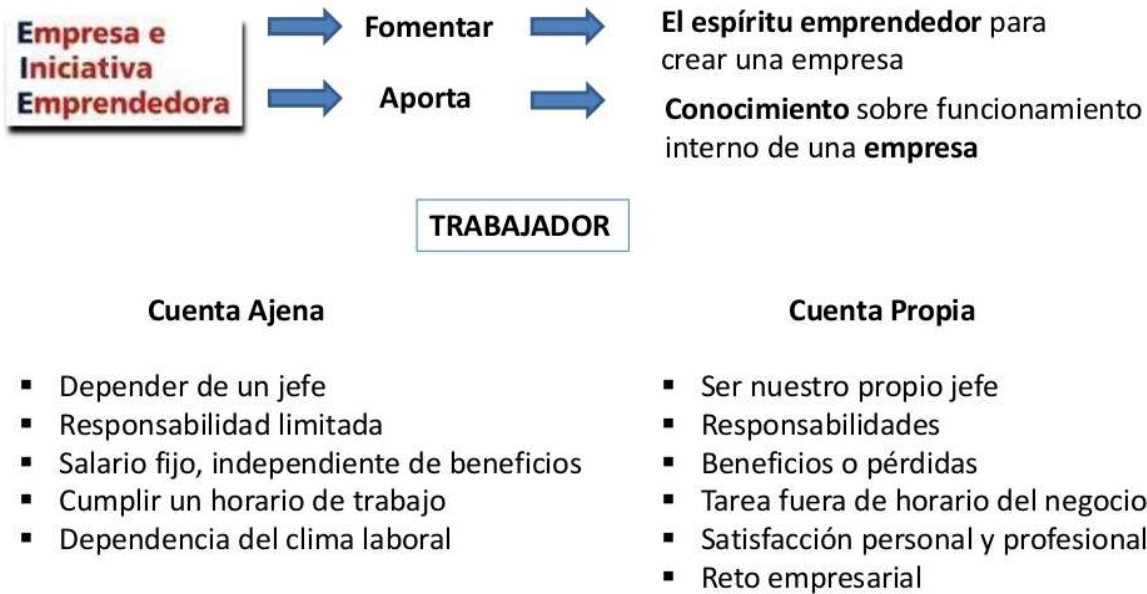 Empresa e
Iniciativa
Emprendedora
Fomentar
El espíritu emprendedor para
crear una empresa
Aporta
Conocimiento sobre funcionamiento
interno de una empresa
TRABAJADOR
Cuenta Ajena
▪ Depender de un jefe
▪ Responsabilidad limitada
▪ Salario fijo, independiente de beneficios
▪ Cumplir un horario de trabajo
▪ Dependencia del clima laboral
Cuenta Propia
▪ Ser nuestro propio jefe
▪ Responsabilidades
▪ Beneficios o pérdidas
▪ Tarea fuera de horario del negocio
▪ Satisfacción personal y profesional
▪ Reto empresarial